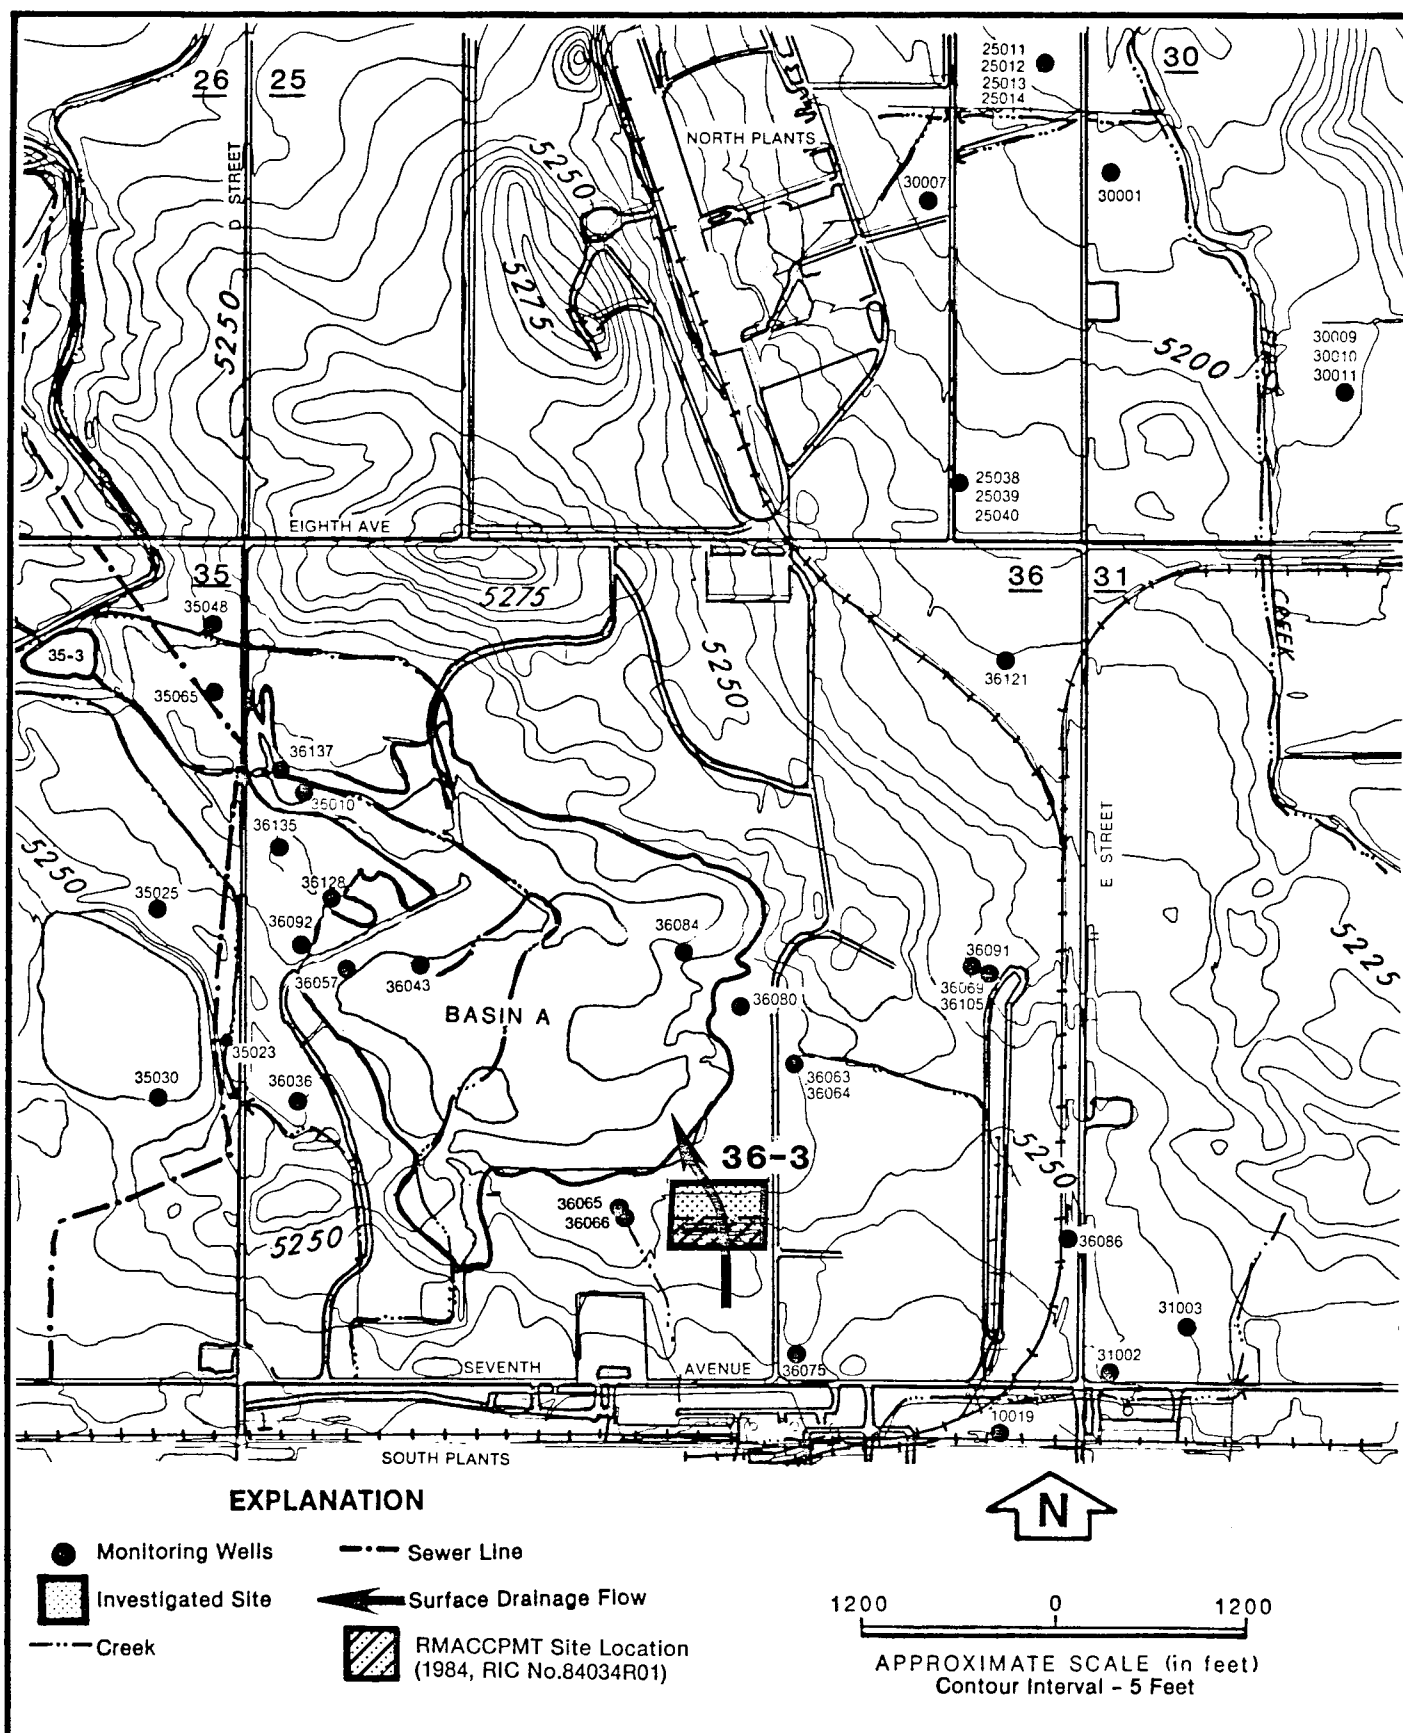 26
25
30
25011
25012
25013
25014
D STREET
NORTH PLANTS
30007
30001
5250
5275
5250
5200
30009
30010
30011
25038
25039
25040
EIGHTH AVE
35
5275
36
31
35048
35-3
35065
5250
CREEK
36121
36137
35010
36135
E STREET
5250
35025
36128
36092
36084
36091
36057
36043
36069
36105
5225
BASIN A
36080
35023
35030
36036
36063
36064
5250
36-3
36065
36066
5250
36086
31003
SEVENTH AVENUE
36075
31002
10019
SOUTH PLANTS
EXPLANATION
Monitoring Wells
Sewer Line
Investigated Site
Surface Drainage Flow
Creek
RMACCPMT Site Location
(1984, RIC No.84034R01)
N
1200 0 1200
APPROXIMATE SCALE (in feet)
Contour Interval - 5 Feet